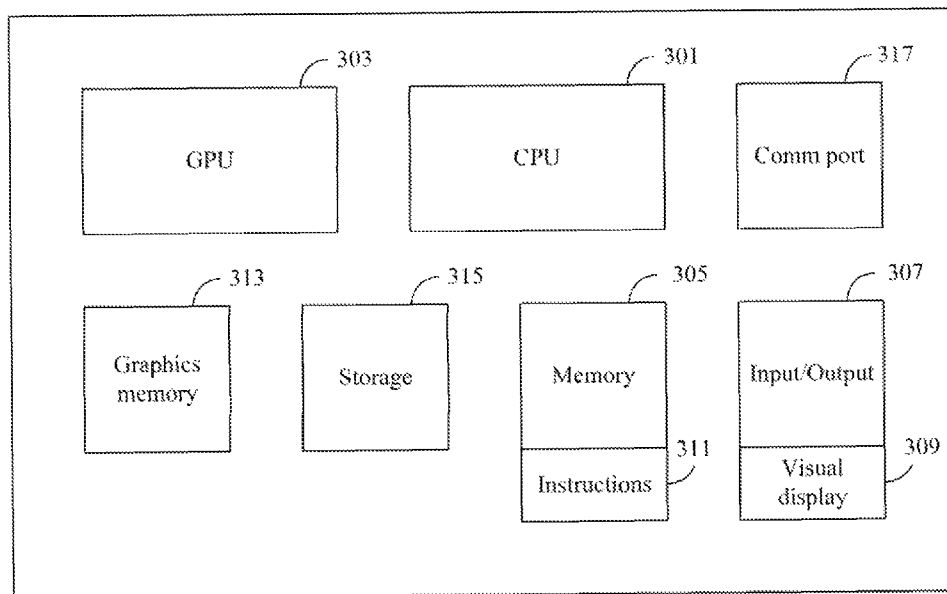 303
301
317
GPU
CPU
Comm port
313
315
305
307
Graphics
memory
Storage
Memory
Input/Output
311
309
Instructions
Visual
display